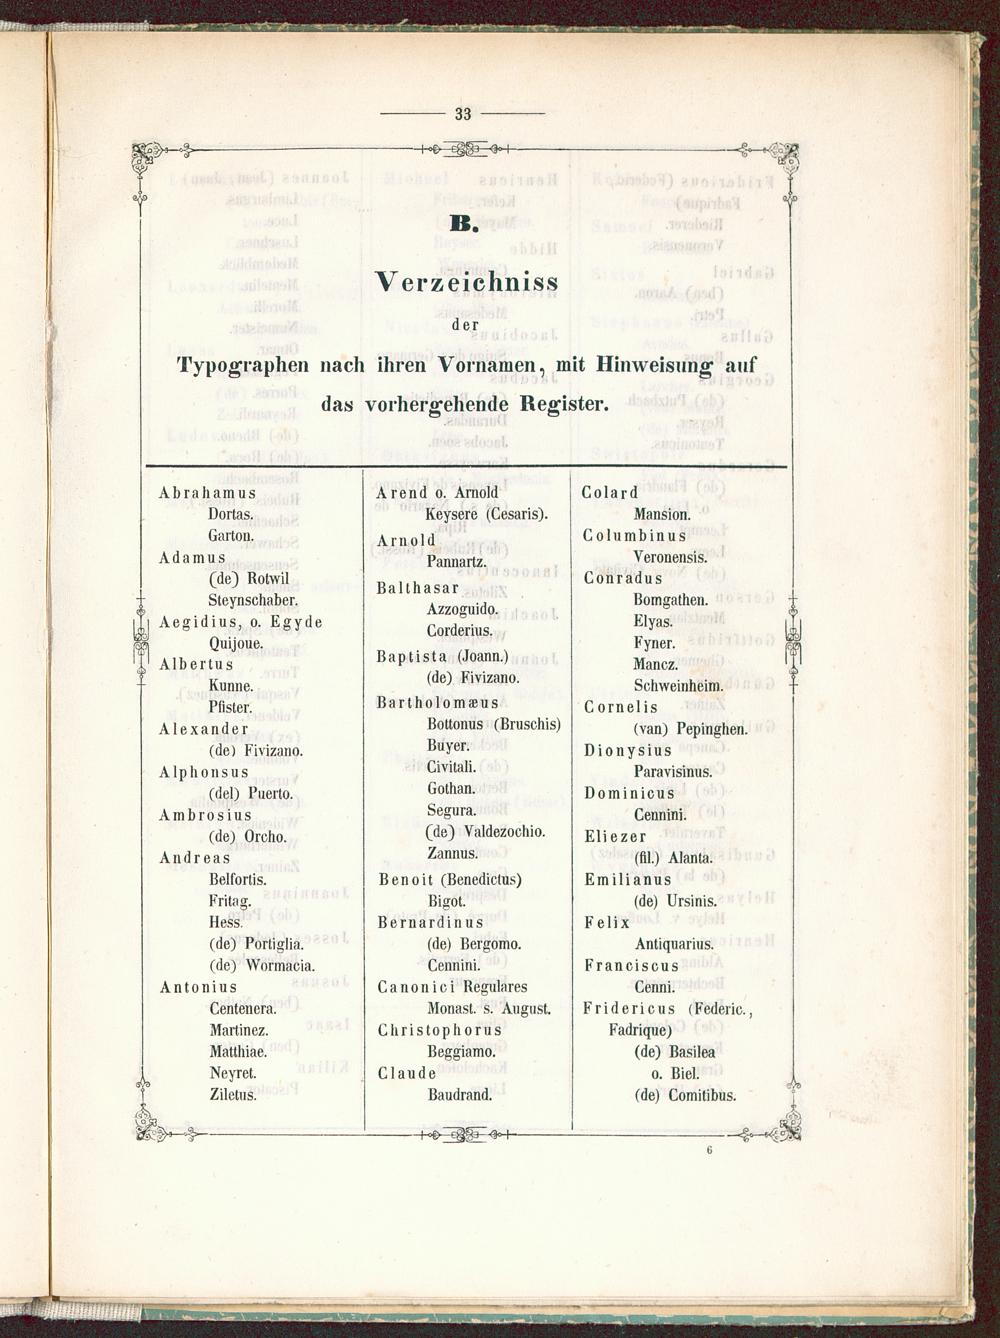 33
B.
Verzeichniss
der
Typographen nach ihren Vornamen, mit Hinweisung auf
das vorhergehende Register.
Abrahamus
Dortas.
Garton.
Adamus
(de) Rotwil
Steynschaber.
Aegidius, o. Egyde
Quijoue.
Albertus
Kunne.
Pfister.
Alexander
(de) Fivizano.
Alphonsus
(del) Puerto.
Ambrosius
(de) Orcho.
Andreas
Belfortis.
Fritag.
Hess.
(de) Portiglia.
(de) Wormacia.
Antonius
Centenera.
Martinez.
Matthiae.
Neyret.
Ziletus.
Arend o. Arnold
Keysere (Cesaris).
Arnold
Pannartz.
Balthasar
Azzoguido.
Corderius.
Baptista (Joann.)
(de) Fivizano.
Bartholomæus
Bottonus (Bruschis)
Buyer.
Civitali.
Gothan.
Segura.
(de) Valdezochio.
Zannus.
Benoit (Benedictus)
Bigot.
Bernardinus
(de) Bergomo.
Cennini.
Canonici Regulares
Monast. s. August.
Christophorus
Beggiamo.
Claude
Baudrand.
Colard
Mansion.
Columbinus
Veronensis.
Conradus
Bomgathen.
Elyas.
Fyner.
Mancz.
Schweinheim.
Cornelis
(van) Pepinghen.
Dionysius
Paravisinus.
Dominicus
Cennini.
Eliezer
(fil.) Alanta.
Emilianus
(de) Ursinis.
Felix
Antiquarius.
Franciscus
Cenni.
Fridericus (Federic.,
Fadrique)
(de) Basilea
o. Biel.
(de) Comitibus.
6